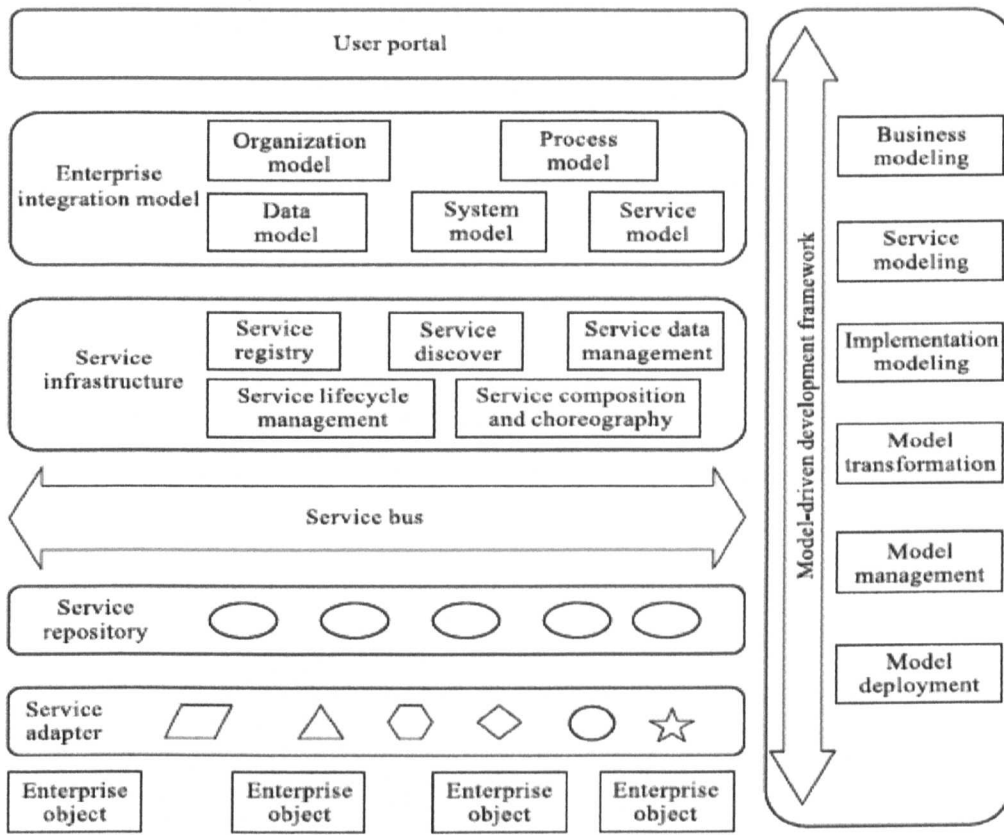 User portal
Enterprise
integration model
Organization
model
Process
model
Data
model
System
model
Service
model
Service
infrastructure
Service
registry
Service
discover
Service data
management
Service lifecycle
management
Service composition
and choreography
Service bus
Service
repository
Service
adapter
Enterprise
object
Enterprise
object
Enterprise
object
Enterprise
object
Model-driven development framework
Business
modeling
Service
modeling
Implementation
modeling
Model
transformation
Model
management
Model
deployment